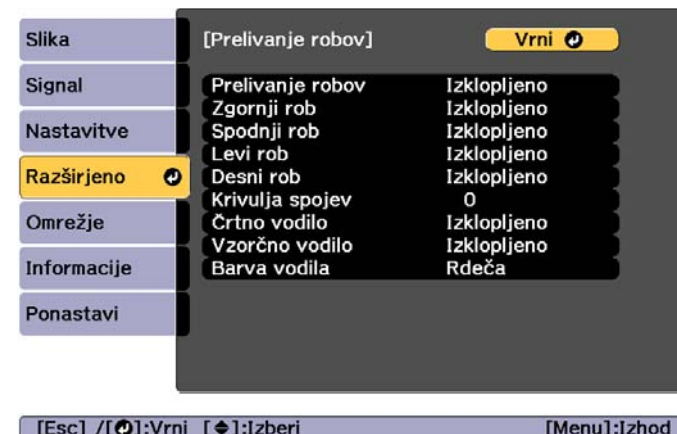 Slika
Signal
Nastavitve
Razširjeno
Omrežje
Informacije
Ponastavi
[Prelivanje robov] Vrni
Prelivanje robov Izklopljeno
Zgornji rob Izklopljeno
Spodnji rob Izklopljeno
Levi rob Izklopljeno
Desni rob Izklopljeno
Krivulja spojev 0
Črtno vodilo Izklopljeno
Vzorčno vodilo Izklopljeno
Barva vodila Rdeča
[Esc] /[↵]:Vrni [◆]:Izberi [Menu]:Izhod